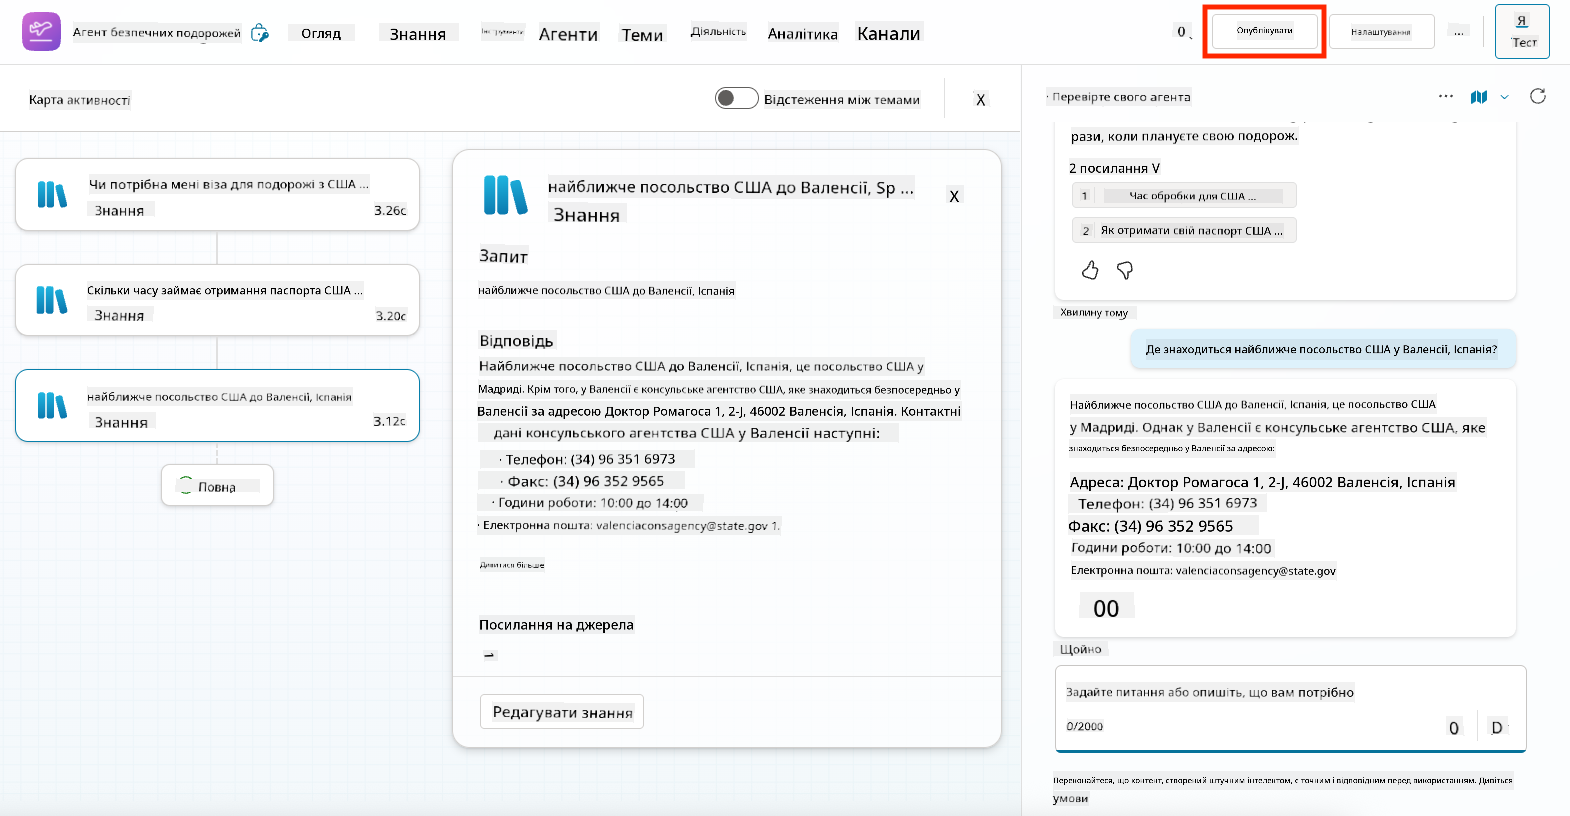 Агент безпечних подорожей
Огляд
Знання
Інструменти
Агенти
Теми
Діяльність
Аналітика
Канали
0
Опублікувати
Налаштування
...
Я
Тест
Карта активності
Відстеження між темами
X
Чи потрібна мені віза для подорожі з США ...
Знання
3.26с
Скільки часу займає отримання паспорта США ...
Знання
3.20с
найближче посольство США до Валенсії, Іспанія
Знання
3.12с
Повна
найближче посольство США до Валенсії, Sp ...
Знання
X
Запит
найближче посольство США до Валенсії, Іспанія
Відповідь
Найближче посольство США до Валенсії, Іспанія, це посольство США у
Мадриді. Крім того, у Валенсії є консульське агентство США, яке знаходиться безпосередньо у
Валенсії за адресою Доктор Ромагоса 1, 2-J, 46002 Валенсія, Іспанія. Контактні
дані консульського агентства США у Валенсії наступні:
· Телефон: (34) 96 351 6973
· Факс: (34) 96 352 9565
· Години роботи: 10:00 до 14:00
· Електронна пошта: valenciaconsagency@state.gov 1.
Дивитися більше
Посилання на джерела
Редагувати знання
· Перевірте свого агента
...
рази, коли плануєте свою подорож.
2 посилання V
1 Час обробки для США ...
2 Як отримати свій паспорт США ...
Хвилину тому
Де знаходиться найближче посольство США у Валенсії, Іспанія?
Найближче посольство США до Валенсії, Іспанія, це посольство США
у Мадриді. Однак у Валенсії є консульське агентство США, яке
знаходиться безпосередньо у Валенсії за адресою:
Адреса: Доктор Ромагоса 1, 2-J, 46002 Валенсія, Іспанія
Телефон: (34) 96 351 6973
Факс: (34) 96 352 9565
Години роботи: 10:00 до 14:00
Електронна пошта: valenciaconsagency@state.gov
00
Щойно
Задайте питання або опишіть, що вам потрібно
0/2000
0
D
Переконайтеся, що контент, створений штучним інтелектом, є точним і відповідним перед використанням. Дивіться
умови